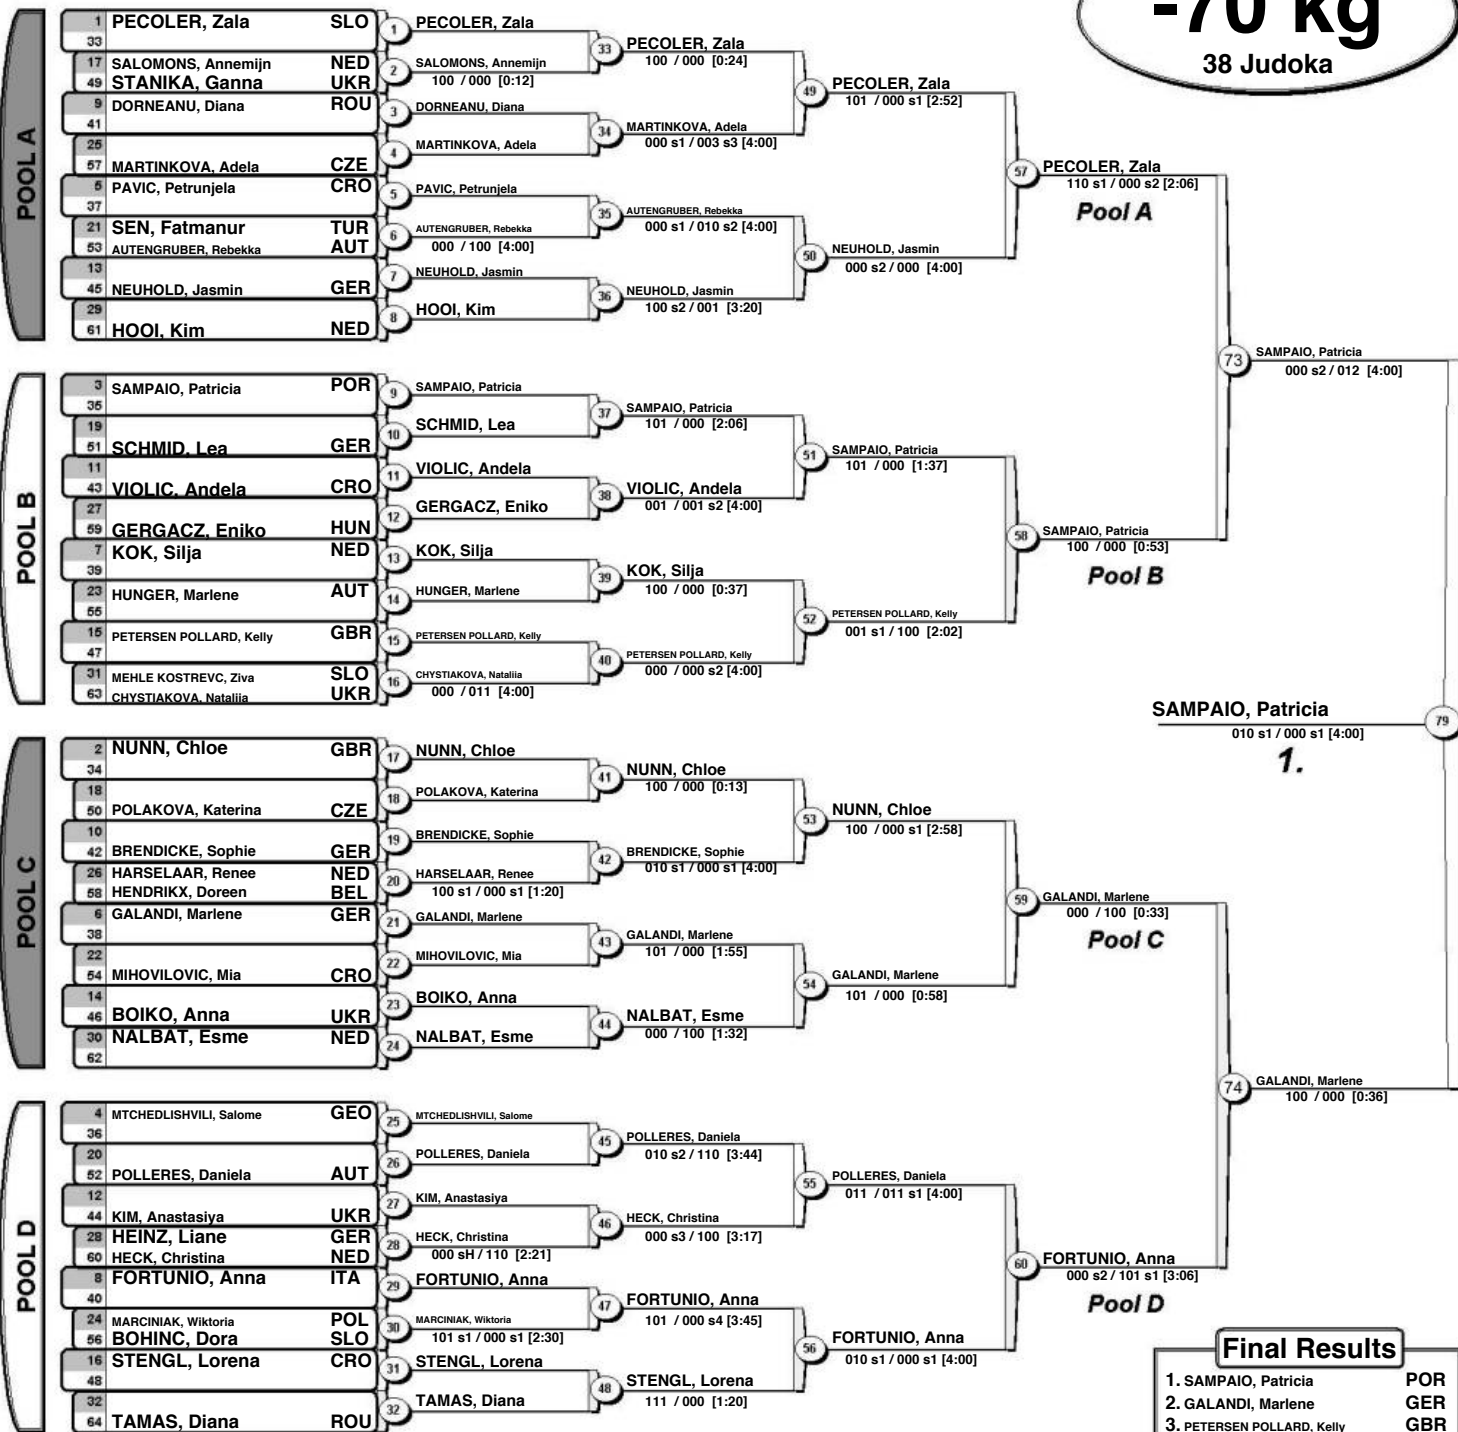 -70 kg
38 Judoka
POOL A
1 PECOLER, Zala SLO
33
17 SALOMONS, Annemijn NED
49 STANIKA, Ganna UKR
9 DORNEANU, Diana ROU
41
25
57 MARTINKOVA, Adela CZE
5 PAVIC, Petrunjela CRO
37
21 SEN, Fatmanur TUR
53 AUTENGRUBER, Rebekka AUT
13
45 NEUHOLD, Jasmin GER
29
61 HOOI, Kim NED
1 PECOLER, Zala
2 SALOMONS, Annemijn
100 / 000 [0:12]
3 DORNEANU, Diana
4 MARTINKOVA, Adela
5 PAVIC, Petrunjela
6 AUTENGRUBER, Rebekka
000 / 100 [4:00]
7 NEUHOLD, Jasmin
8 HOOI, Kim
33 PECOLER, Zala
100 / 000 [0:24]
34 MARTINKOVA, Adela
000 s1 / 003 s3 [4:00]
35 AUTENGRUBER, Rebekka
000 s1 / 010 s2 [4:00]
36 NEUHOLD, Jasmin
100 s2 / 001 [3:20]
49 PECOLER, Zala
101 / 000 s1 [2:52]
50 NEUHOLD, Jasmin
000 s2 / 000 [4:00]
57 PECOLER, Zala
110 s1 / 000 s2 [2:06]
Pool A
POOL B
3 SAMPAIO, Patricia POR
35
19
51 SCHMID, Lea GER
11
43 VIOLIC, Andela CRO
27
59 GERGACZ, Eniko HUN
7 KOK, Silja NED
39
23 HUNGER, Marlene AUT
55
15 PETERSEN POLLARD, Kelly GBR
47
31 MEHLE KOSTREVC, Ziva SLO
63 CHYSTIAKOVA, Nataliia UKR
9 SAMPAIO, Patricia
10 SCHMID, Lea
11 VIOLIC, Andela
12 GERGACZ, Eniko
13 KOK, Silja
14 HUNGER, Marlene
15 PETERSEN POLLARD, Kelly
16 CHYSTIAKOVA, Nataliia
000 / 011 [4:00]
37 SAMPAIO, Patricia
101 / 000 [2:06]
38 VIOLIC, Andela
001 / 001 s2 [4:00]
39 KOK, Silja
100 / 000 [0:37]
40 PETERSEN POLLARD, Kelly
000 / 000 s2 [4:00]
51 SAMPAIO, Patricia
101 / 000 [1:37]
52 PETERSEN POLLARD, Kelly
001 s1 / 100 [2:02]
58 SAMPAIO, Patricia
100 / 000 [0:53]
Pool B
73 SAMPAIO, Patricia
000 s2 / 012 [4:00]
SAMPAIO, Patricia 79
010 s1 / 000 s1 [4:00]
1.
POOL C
2 NUNN, Chloe GBR
34
18
50 POLAKOVA, Katerina CZE
10
42 BRENDICKE, Sophie GER
26 HARSELAAR, Renee NED
58 HENDRIKX, Doreen BEL
6 GALANDI, Marlene GER
38
22
54 MIHOVILOVIC, Mia CRO
14
46 BOIKO, Anna UKR
30 NALBAT, Esme NED
62
17 NUNN, Chloe
18 POLAKOVA, Katerina
19 BRENDICKE, Sophie
20 HARSELAAR, Renee
100 s1 / 000 s1 [1:20]
21 GALANDI, Marlene
22 MIHOVILOVIC, Mia
23 BOIKO, Anna
24 NALBAT, Esme
41 NUNN, Chloe
100 / 000 [0:13]
42 BRENDICKE, Sophie
010 s1 / 000 s1 [4:00]
43 GALANDI, Marlene
101 / 000 [1:55]
44 NALBAT, Esme
000 / 100 [1:32]
53 NUNN, Chloe
100 / 000 s1 [2:58]
54 GALANDI, Marlene
101 / 000 [0:58]
59 GALANDI, Marlene
000 / 100 [0:33]
Pool C
POOL D
4 MTCHEDLISHVILI, Salome GEO
36
20
52 POLLERES, Daniela AUT
12
44 KIM, Anastasiya UKR
28 HEINZ, Liane GER
60 HECK, Christina NED
8 FORTUNIO, Anna ITA
40
24 MARCINIAK, Wiktoria POL
56 BOHINC, Dora SLO
16 STENGL, Lorena CRO
48
32
64 TAMAS, Diana ROU
25 MTCHEDLISHVILI, Salome
26 POLLERES, Daniela
27 KIM, Anastasiya
28 HECK, Christina
000 sH / 110 [2:21]
29 FORTUNIO, Anna
30 MARCINIAK, Wiktoria
101 s1 / 000 s1 [2:30]
31 STENGL, Lorena
32 TAMAS, Diana
45 POLLERES, Daniela
010 s2 / 110 [3:44]
46 HECK, Christina
000 s3 / 100 [3:17]
47 FORTUNIO, Anna
101 / 000 s4 [3:45]
48 STENGL, Lorena
111 / 000 [1:20]
55 POLLERES, Daniela
011 / 011 s1 [4:00]
56 FORTUNIO, Anna
010 s1 / 000 s1 [4:00]
60 FORTUNIO, Anna
000 s2 / 101 s1 [3:06]
Pool D
74 GALANDI, Marlene
100 / 000 [0:36]
Final Results
1. SAMPAIO, Patricia POR
2. GALANDI, Marlene GER
3. PETERSEN POLLARD, Kelly GBR